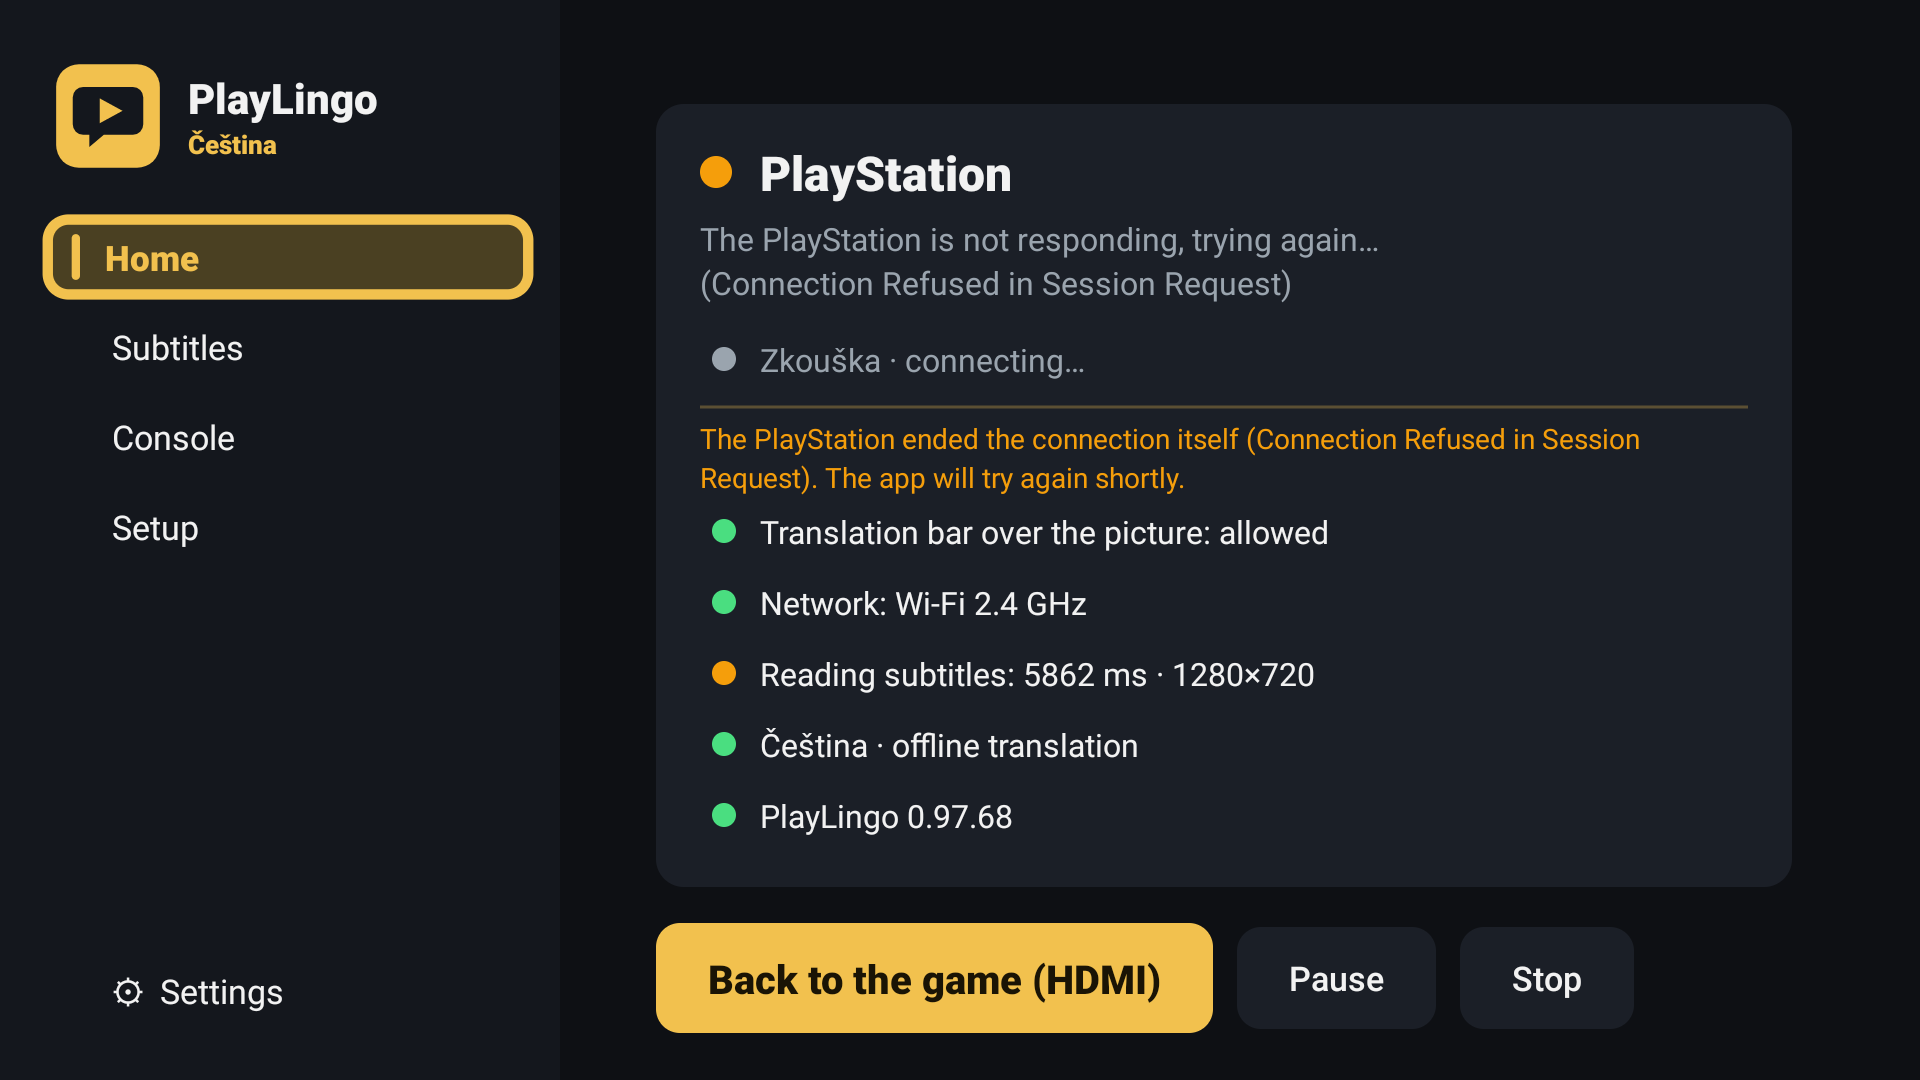 PlayLingo
Čeština
Home
Subtitles
Console
Setup
Settings
PlayStation
The PlayStation is not responding, trying again…
(Connection Refused in Session Request)
Zkouška · connecting…
The PlayStation ended the connection itself (Connection Refused in Session
Request). The app will try again shortly.
Translation bar over the picture: allowed
Network: Wi-Fi 2.4 GHz
Reading subtitles: 5862 ms · 1280×720
Čeština · offline translation
PlayLingo 0.97.68
Back to the game (HDMI)
Pause
Stop